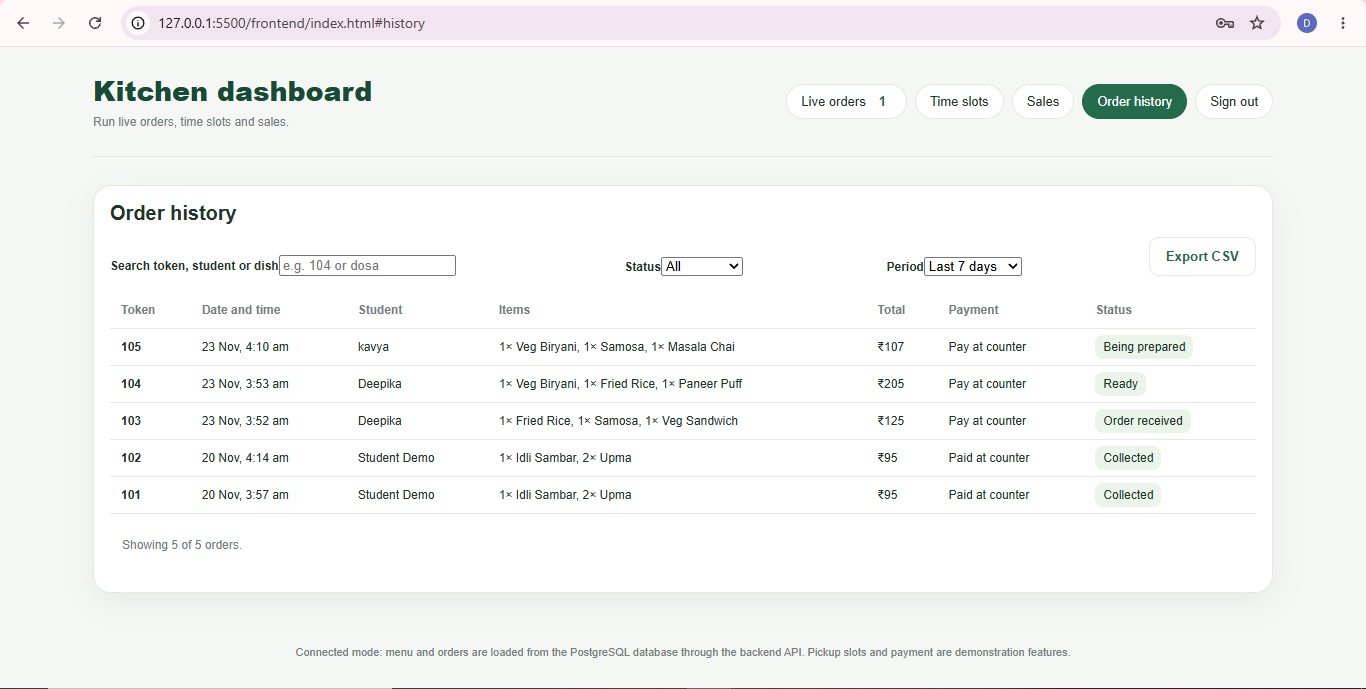 127.0.0.1:5500/frontend/index.html#history
D
Kitchen dashboard
Run live orders, time slots and sales.
Live orders 1 Time slots Sales Order history Sign out
Order history
Search token, student or dish e.g. 104 or dosa Status All Period Last 7 days Export CSV
Token Date and time Student Items Total Payment Status
105 23 Nov, 4:10 am kavya 1× Veg Biryani, 1× Samosa, 1× Masala Chai ₹107 Pay at counter Being prepared
104 23 Nov, 3:53 am Deepika 1× Veg Biryani, 1× Fried Rice, 1× Paneer Puff ₹205 Pay at counter Ready
103 23 Nov, 3:52 am Deepika 1× Fried Rice, 1× Samosa, 1× Veg Sandwich ₹125 Pay at counter Order received
102 20 Nov, 4:14 am Student Demo 1× Idli Sambar, 2× Upma ₹95 Paid at counter Collected
101 20 Nov, 3:57 am Student Demo 1× Idli Sambar, 2× Upma ₹95 Paid at counter Collected
Showing 5 of 5 orders.
Connected mode: menu and orders are loaded from the PostgreSQL database through the backend API. Pickup slots and payment are demonstration features.